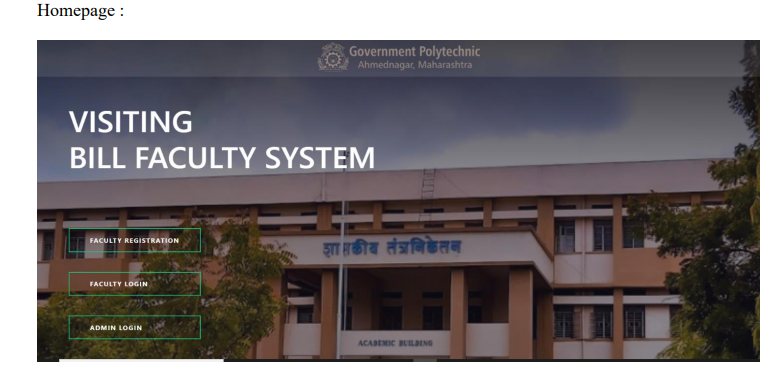 Homepage :
Government Polytechnic
Ahmednagar, Maharashtra
VISITING
BILL FACULTY SYSTEM
FACULTY REGISTRATION
शासकीय तंत्रनिकेतन
FACULTY LOGIN
ADMIN LOGIN
ACADEMIC BUILDING